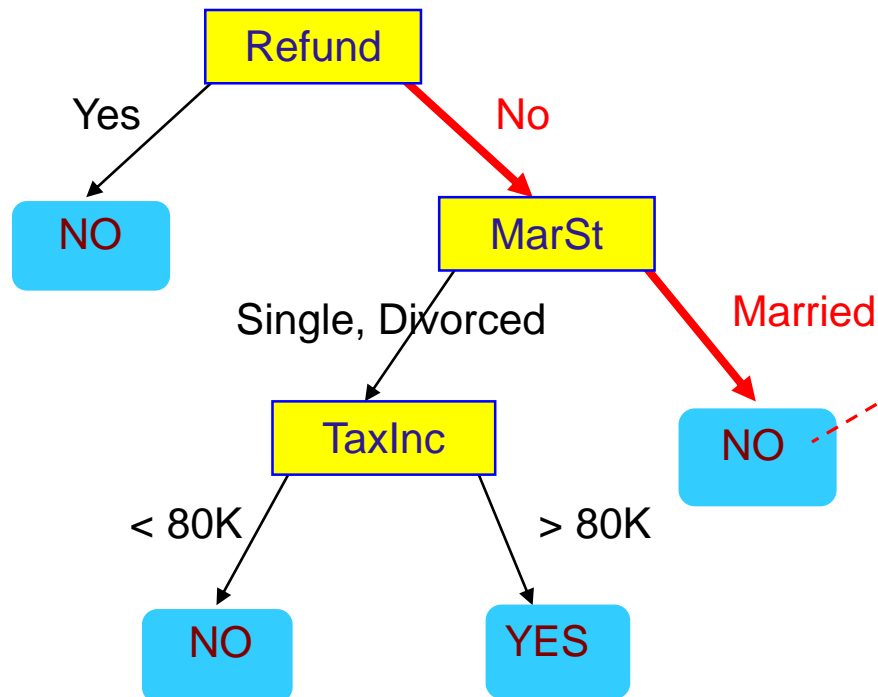 Refund
Yes
No
NO
MarSt
Single, Divorced
Married
TaxInc
NO
< 80K
> 80K
NO
YES